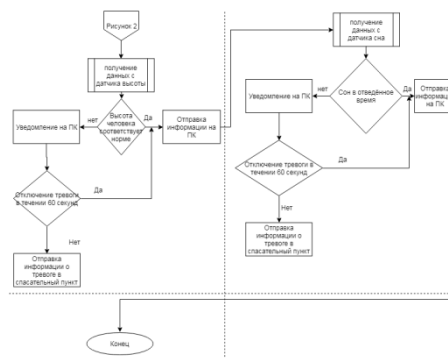 Рисунок 2
получение
данных с
датчика высоты
Высота
человека
соответствует
норме
нет
Да
Уведомление на ПК
Отправка
информации на
ПК
Отключение тревоги
в течении 60 секунд
Да
Нет
Отправка
информации о
тревоге в
спасательный пункт
получение
данных с
датчика сна
Сон в отведённое
время
нет
Да
Уведомление на ПК
Отправка
информации
на ПК
Отключение тревоги в
течении 60 секунд
Да
Нет
Отправка
информации о
тревоге в
спасательный пункт
Конец